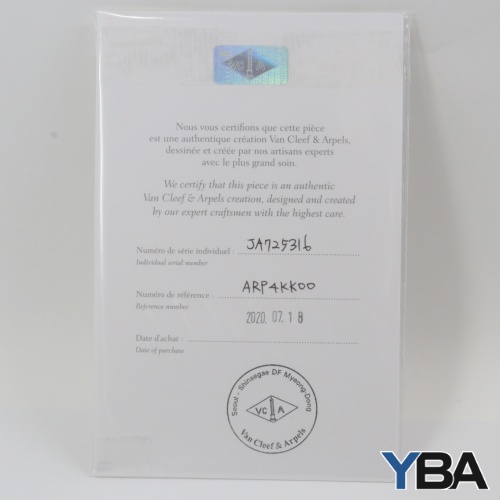 VC A
Nous vous certifions que cette pièce
est une authentique création Van Cleef & Arpels,
dessinée et créée par nos artisans experts
avec le plus grand soin.
We certify that this piece is an authentic
Van Cleef & Arpels creation, designed and created
by our expert craftsmen with the highest care.
Numéro de série individuel : JA725316
Individual serial number
Numéro de référence : ARP4KK00
Reference number
2020. 07. 18
Date d'achat :
Date of purchase
Seoul - Shinsegae DF Myeong-Dong
VC A
Van Cleef & Arpels
YBA